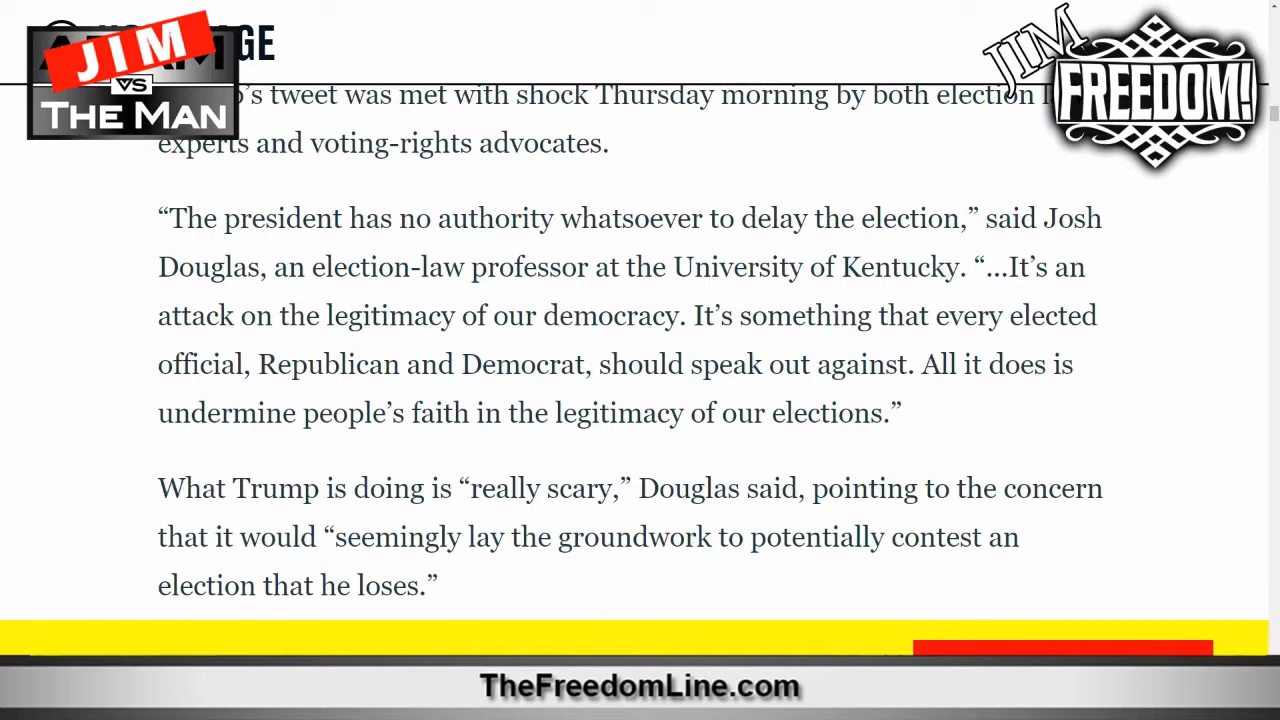 JIM
VS
THE MAN
GE
JIM
FREEDOM!
's tweet was met with shock Thursday morning by both election
experts and voting-rights advocates.
“The president has no authority whatsoever to delay the election,” said Josh
Douglas, an election-law professor at the University of Kentucky. “...It’s an
attack on the legitimacy of our democracy. It’s something that every elected
official, Republican and Democrat, should speak out against. All it does is
undermine people’s faith in the legitimacy of our elections.”
What Trump is doing is “really scary,” Douglas said, pointing to the concern
that it would “seemingly lay the groundwork to potentially contest an
election that he loses.”
TheFreedomLine.com